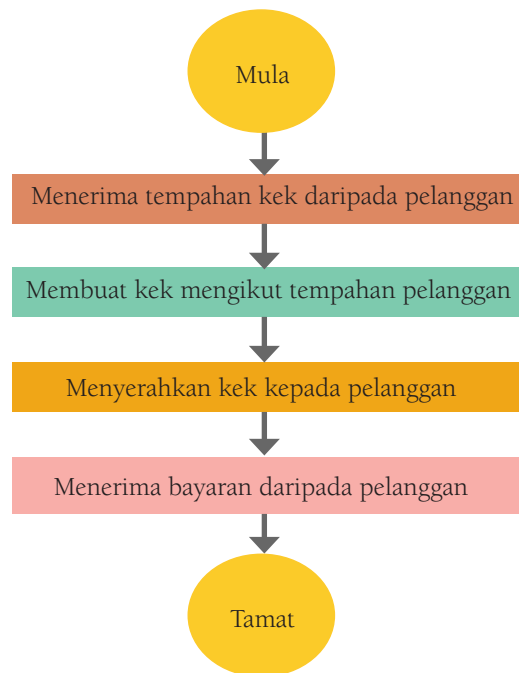 Mula
Menerima tempahan kek daripada pelanggan
Membuat kek mengikut tempahan pelanggan
Menyerahkan kek kepada pelanggan
Menerima bayaran daripada pelanggan
Tamat